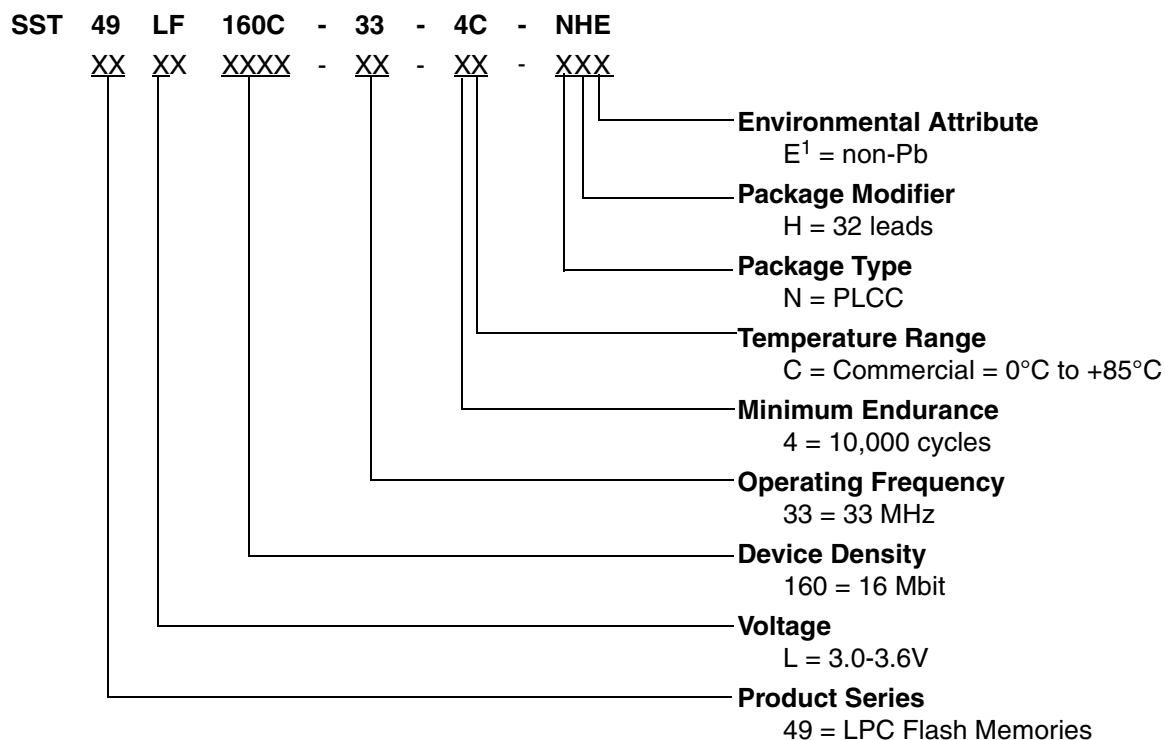 SST 49 LF 160C - 33 - 4C - NHE
XX XX XXXX - XX - XX - XXX
Environmental Attribute
E1 = non-Pb
Package Modifier
H = 32 leads
Package Type
N = PLCC
Temperature Range
C = Commercial = 0°C to +85°C
Minimum Endurance
4 = 10,000 cycles
Operating Frequency
33 = 33 MHz
Device Density
160 = 16 Mbit
Voltage
L = 3.0-3.6V
Product Series
49 = LPC Flash Memories